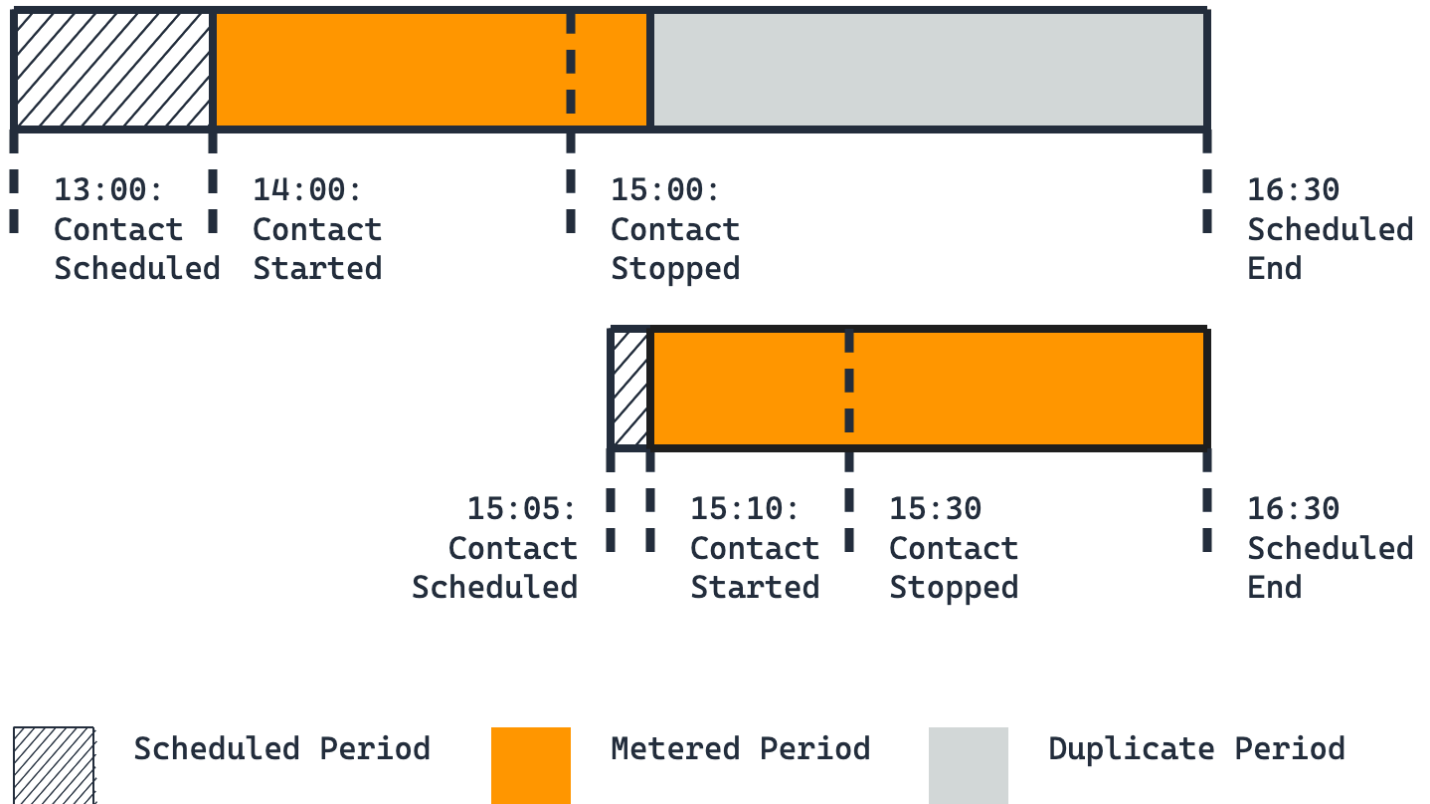 13:00:
Contact
Scheduled
14:00:
Contact
Started
15:00:
Contact
Stopped
16:30
Scheduled
End
15:05:
Contact
Scheduled
15:10:
Contact
Started
15:30
Contact
Stopped
16:30
Scheduled
End
Scheduled Period
Metered Period
Duplicate Period